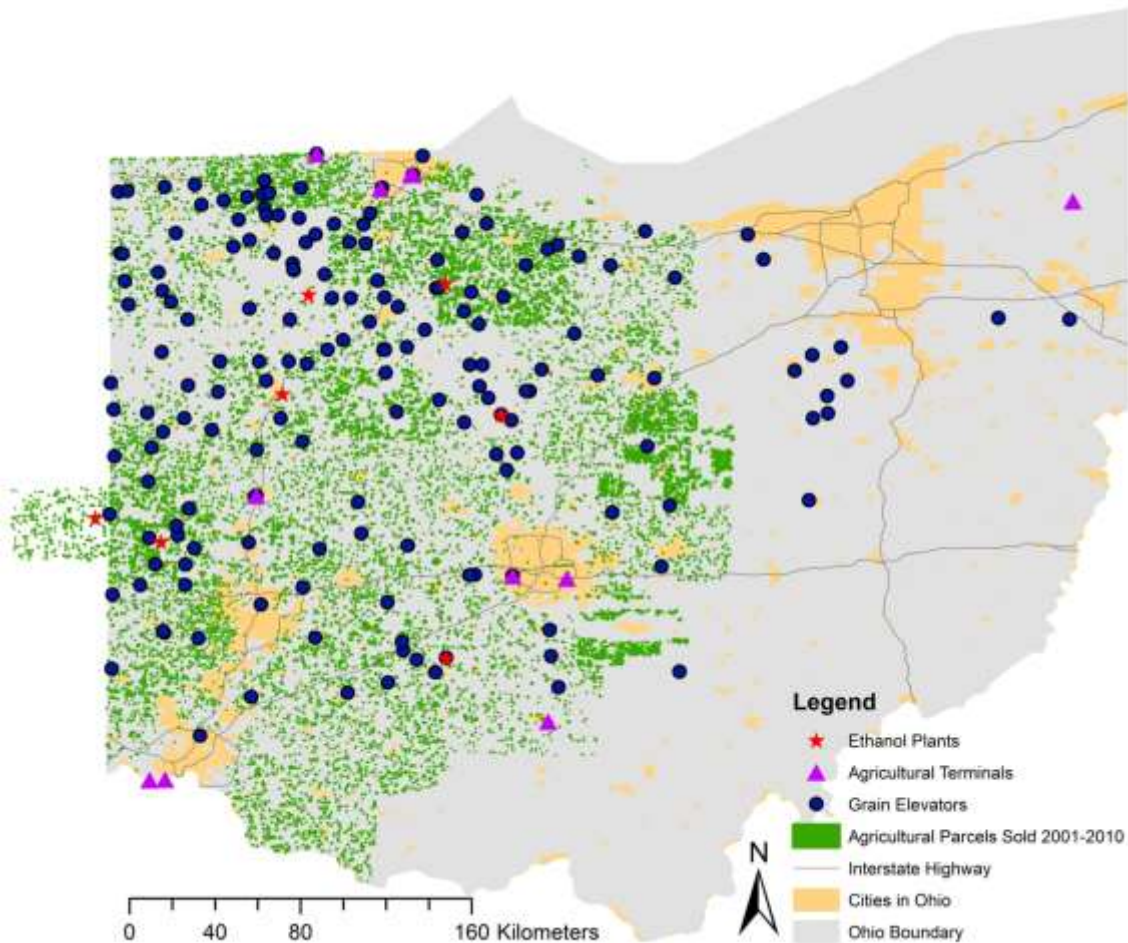 Legend
Ethanol Plants
Agricultural Terminals
Grain Elevators
Agricultural Parcels Sold 2001-2010
Interstate Highway
Cities in Ohio
Ohio Boundary
N
0 40 80 160 Kilometers